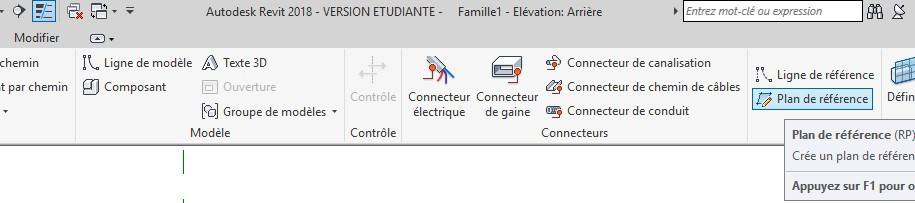 Autodesk Revit 2018 - VERSION ETUDIANTE - Famille1 - Elévation: Arrière
Entrez mot-clé ou expression
Modifier
chemin
Ligne de modèle
Texte 3D
Connecteur de canalisation
Ligne de référence
t par chemin
Composant
Ouverture
Contrôle
Connecteur électrique
Connecteur de gaine
Connecteur de chemin de câbles
Plan de référence
Défin
Groupe de modèles
Connecteur de conduit
Modèle
Contrôle
Connecteurs
Plan de référence (RP)
Crée un plan de référen
Appuyez sur F1 pour o